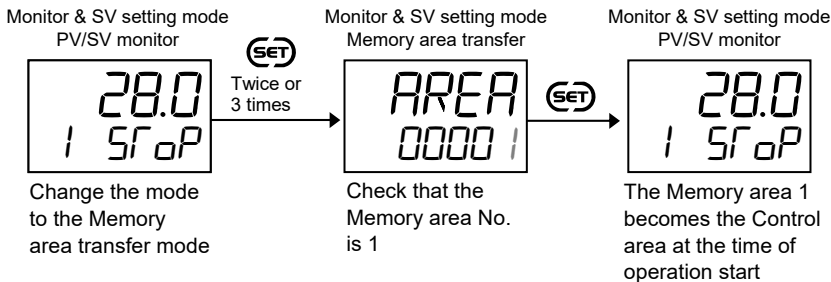 Monitor & SV setting mode
PV/SV monitor
28.0
1 SToP
Change the mode
to the Memory
area transfer mode
SET
Twice or
3 times
Monitor & SV setting mode
Memory area transfer
AREA
00001
Check that the
Memory area No.
is 1
SET
Monitor & SV setting mode
PV/SV monitor
28.0
1 SToP
The Memory area 1
becomes the Control
area at the time of
operation start